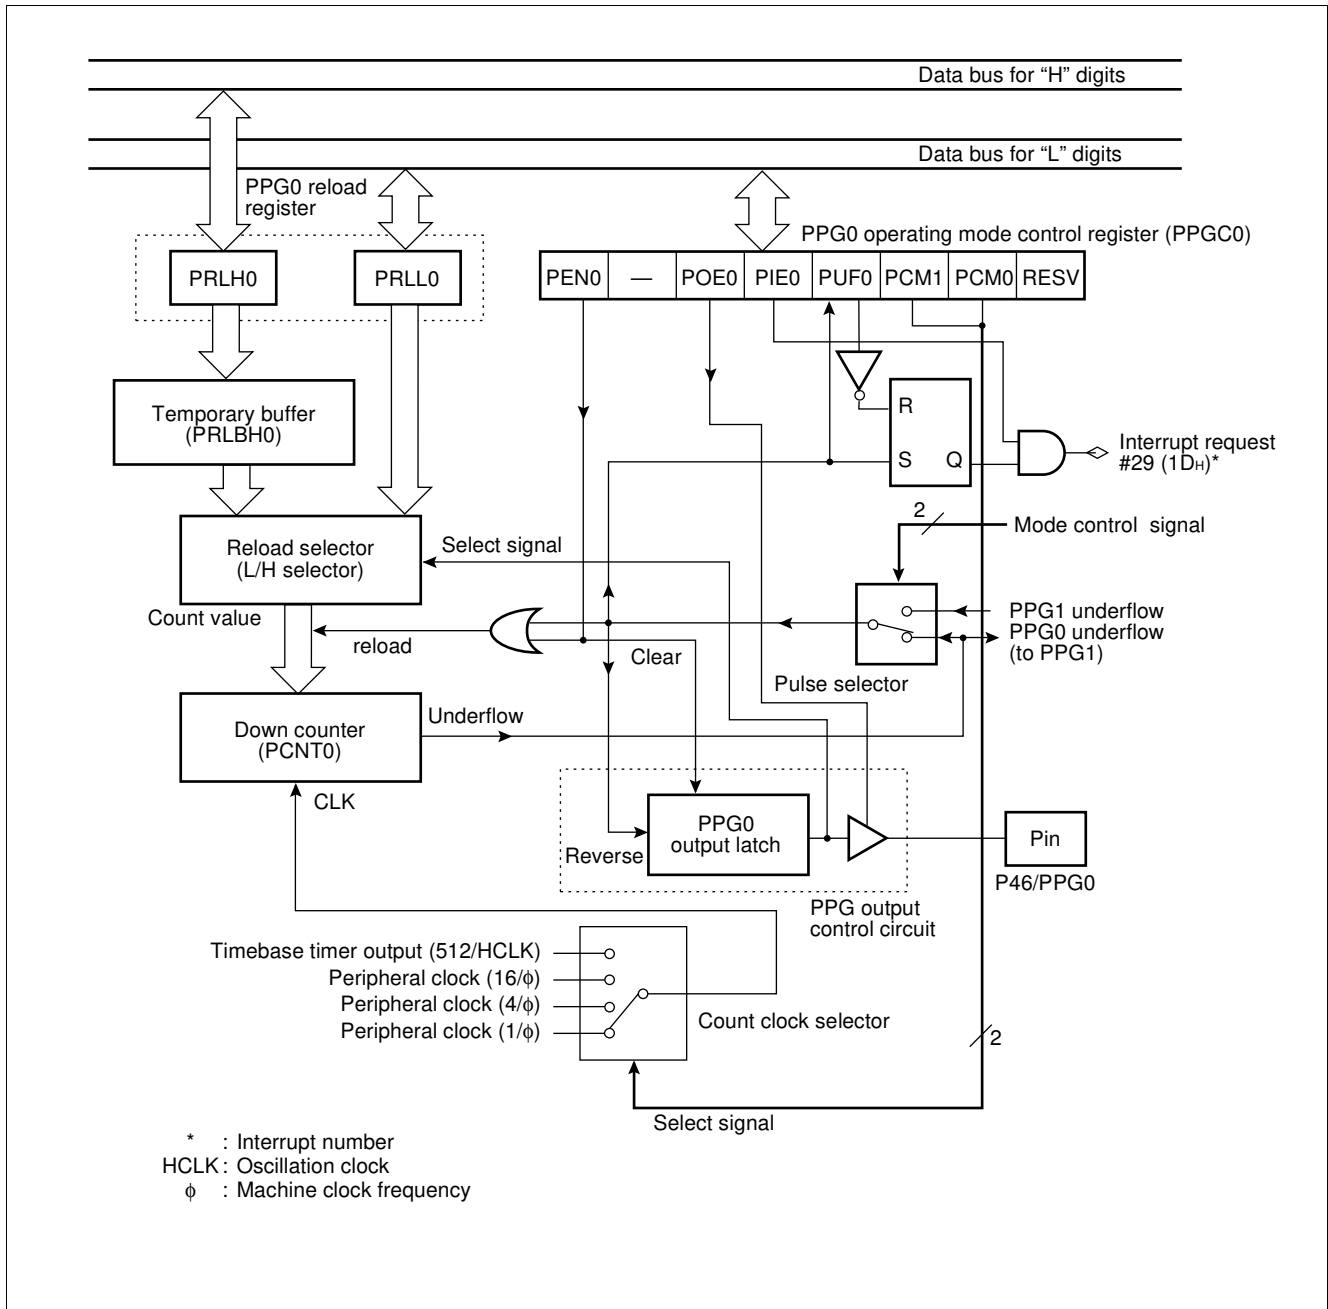 Data bus for “H” digits
Data bus for “L” digits
PPG0 reload
register
PPG0 operating mode control register (PPGC0)
PRLH0
PRLL0
PEN0
—
POE0
PIE0
PUF0
PCM1
PCM0
RESV
Temporary buffer
(PRLBH0)
R
S
Q
Interrupt request
#29 (1DH)*
2
Mode control signal
Reload selector
(L/H selector)
Select signal
Count value
reload
Clear
PPG1 underflow
PPG0 underflow
(to PPG1)
Pulse selector
Down counter
(PCNT0)
Underflow
CLK
PPG0
output latch
Reverse
Pin
P46/PPG0
PPG output
control circuit
Timebase timer output (512/HCLK)
Peripheral clock (16/ϕ)
Peripheral clock (4/ϕ)
Peripheral clock (1/ϕ)
Count clock selector
2
Select signal
* : Interrupt number
HCLK : Oscillation clock
ϕ : Machine clock frequency